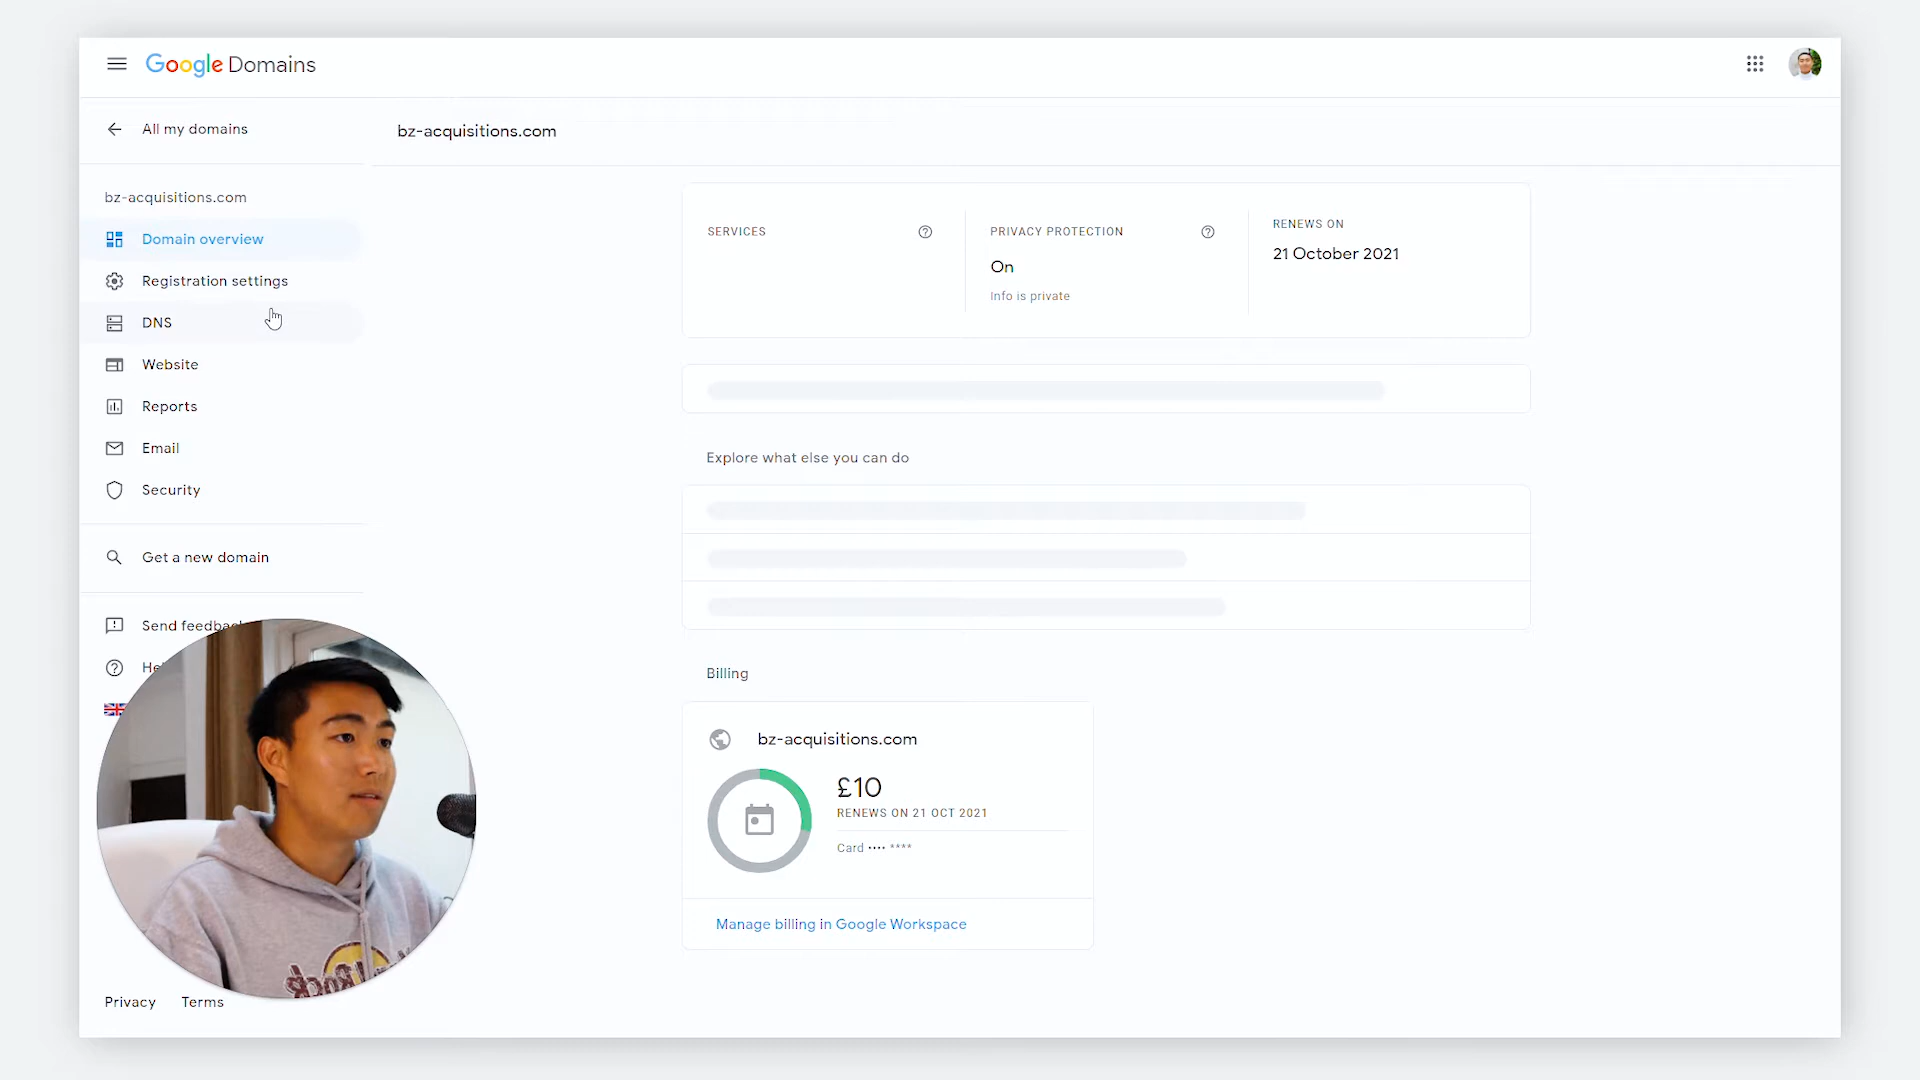 Google Domains
All my domains
bz-acquisitions.com
bz-acquisitions.com
Domain overview
Registration settings
DNS
Website
Reports
Email
Security
Get a new domain
Send feedbac
He
Privacy
Terms
SERVICES
PRIVACY PROTECTION
On
Info is private
RENEWS ON
21 October 2021
Explore what else you can do
Billing
bz-acquisitions.com
£10
RENEWS ON 21 OCT 2021
Card •••• ****
Manage billing in Google Workspace